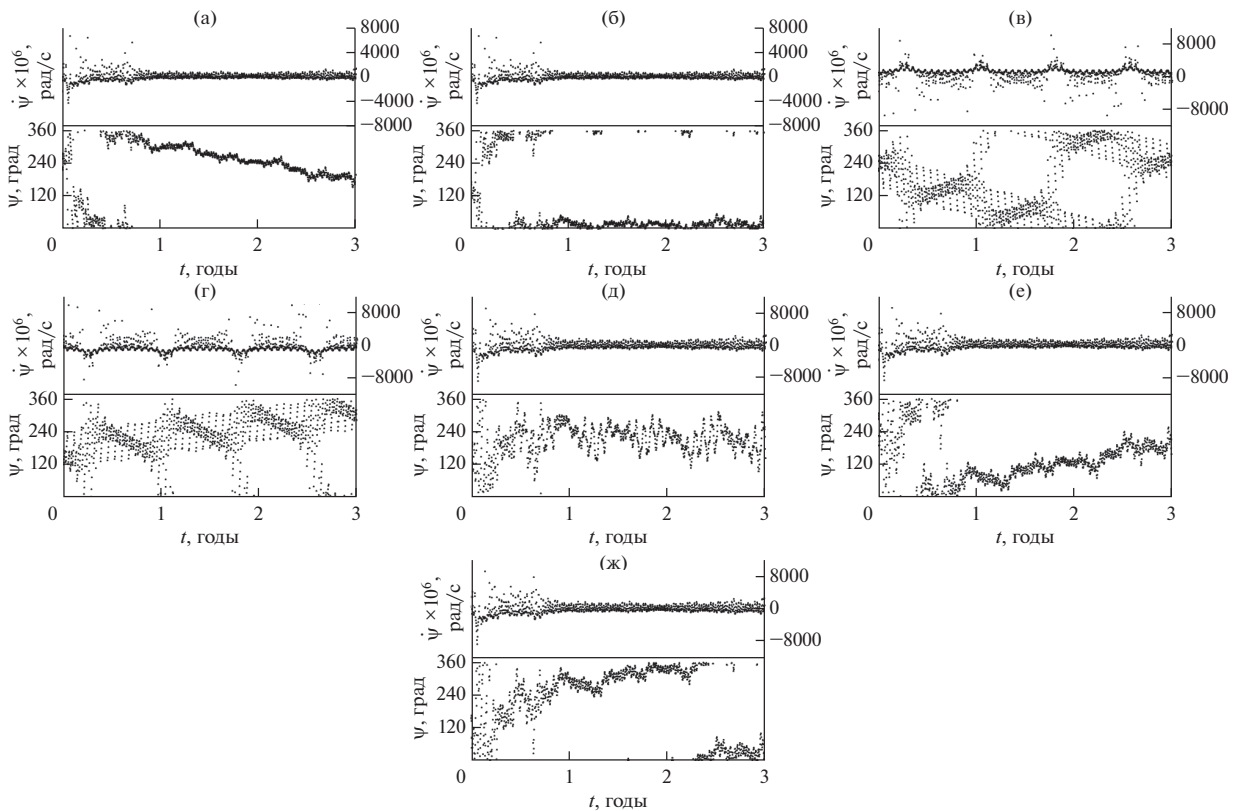 (а)
ψ̇ ×10⁶,
рад/с
8000
4000
0
−4000
−8000
ψ, град
360
240
120
0
1
2
3
t, годы
(б)
ψ̇ ×10⁶,
рад/с
8000
4000
0
−4000
−8000
ψ, град
360
240
120
0
1
2
3
t, годы
(в)
ψ̇ ×10⁶,
рад/с
8000
0
−8000
ψ, град
360
240
120
0
1
2
3
t, годы
(г)
ψ̇ ×10⁶,
рад/с
8000
0
−8000
ψ, град
360
240
120
0
1
2
3
t, годы
(д)
ψ̇ ×10⁶,
рад/с
8000
0
−8000
ψ, град
360
240
120
0
1
2
3
t, годы
(е)
ψ̇ ×10⁶,
рад/с
8000
0
−8000
ψ, град
360
240
120
0
1
2
3
t, годы
(ж)
ψ̇ ×10⁶,
рад/с
8000
0
−8000
ψ, град
360
240
120
0
1
2
3
t, годы